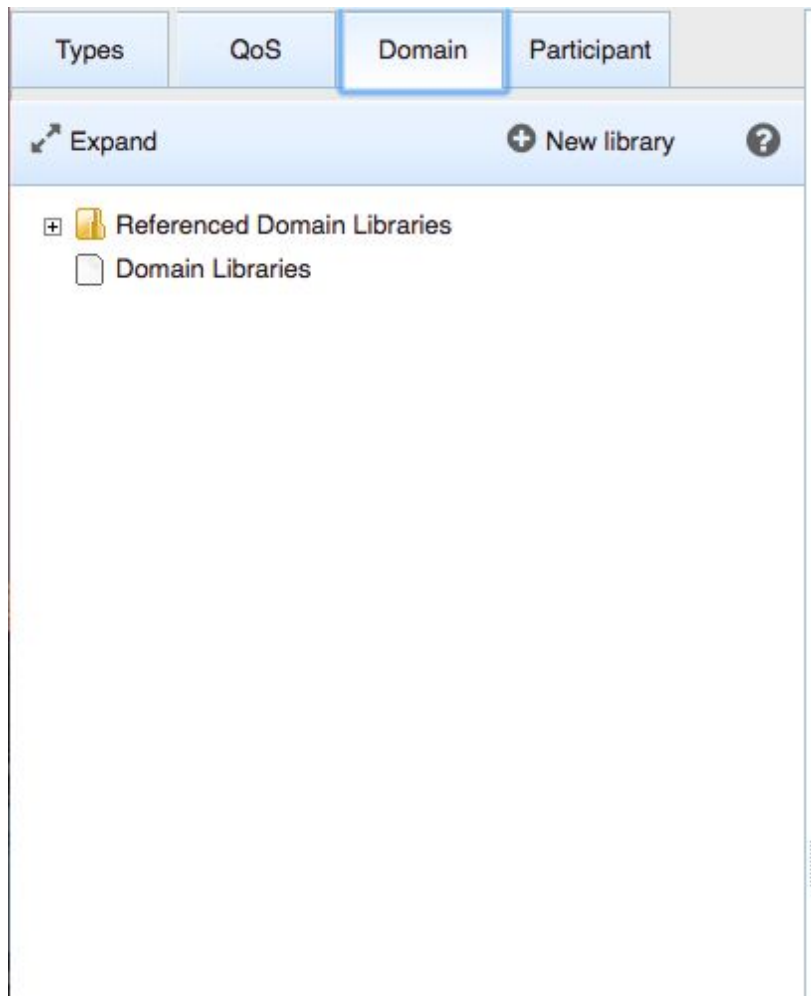 Types QoS Domain Participant
Expand New library
Referenced Domain Libraries
Domain Libraries